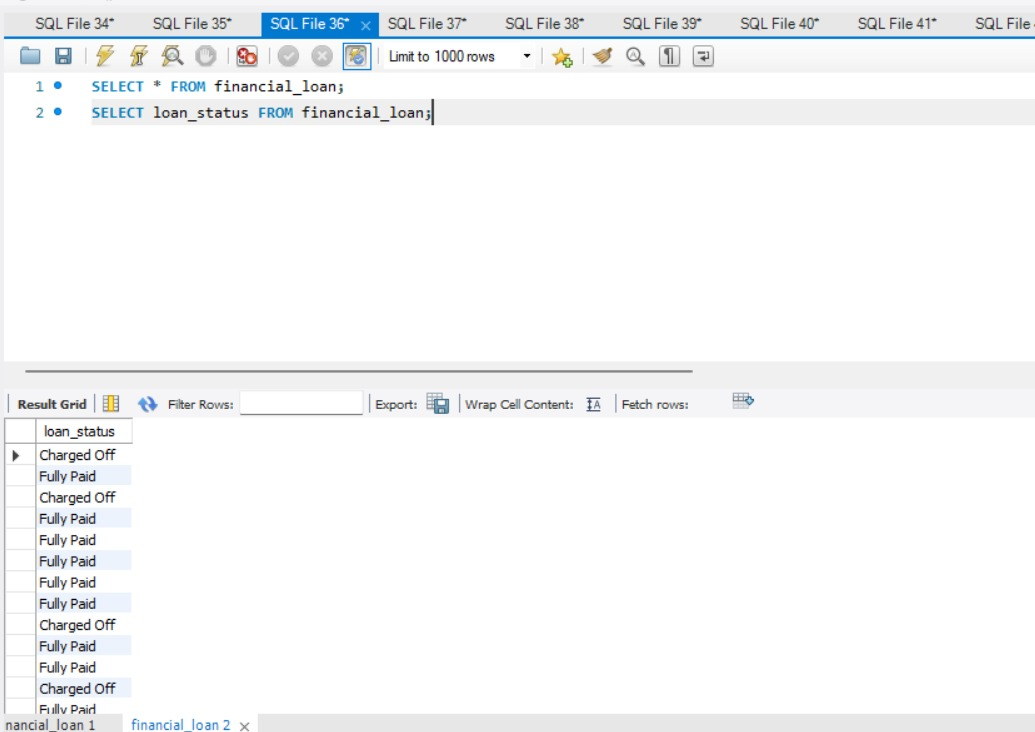 SQL File 34* SQL File 35* SQL File 36* SQL File 37* SQL File 38* SQL File 39* SQL File 40* SQL File 41* SQL File
Limit to 1000 rows
1 SELECT * FROM financial_loan;
2 SELECT loan_status FROM financial_loan;
Result Grid Filter Rows: Export: Wrap Cell Content: Fetch rows:
loan_status
Charged Off
Fully Paid
Charged Off
Fully Paid
Fully Paid
Fully Paid
Fully Paid
Fully Paid
Charged Off
Fully Paid
Fully Paid
Charged Off
Fully Paid
nancial_loan 1 financial_loan 2